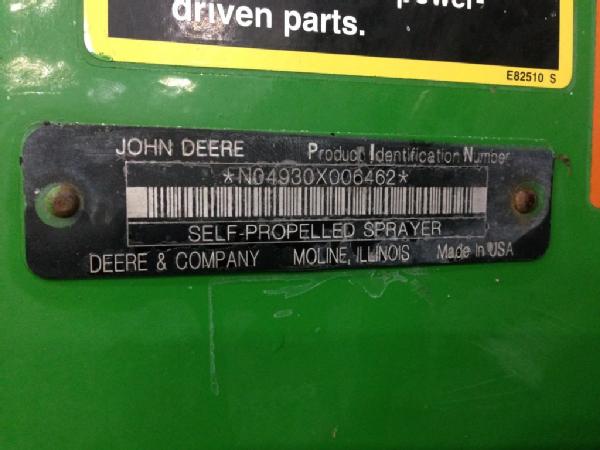 power-
driven parts.
E82510 S
JOHN DEERE Product Identification Number
*N04930X006462*
SELF-PROPELLED SPRAYER
DEERE & COMPANY MOLINE, ILLINOIS Made In USA